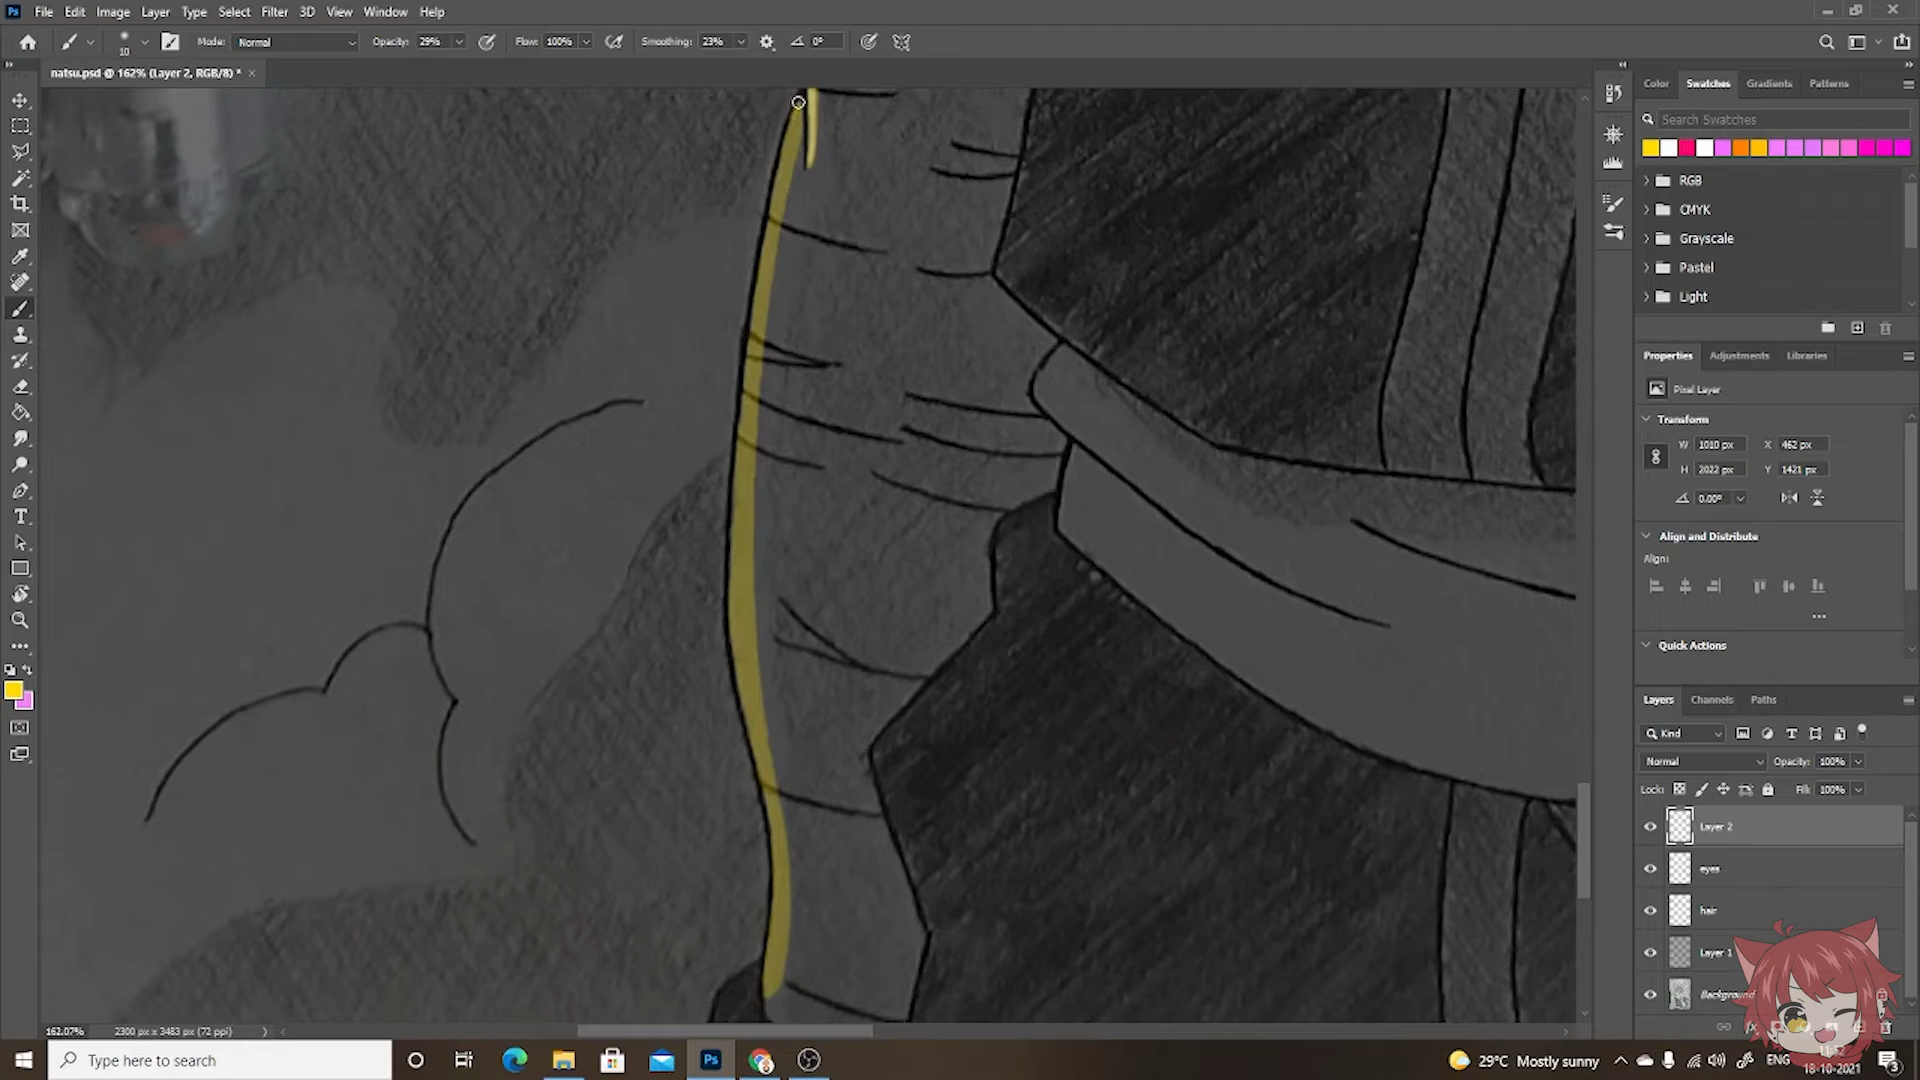 Ps File Edit Image Layer Type Select Filter 3D View Window Help
10 Mode: Normal Opacity: 29% Flow: 100% Smoothing: 23% 0°
natsu.psd @ 162% (Layer 2, RGB/8) *
Color Swatches Gradients Patterns
Search Swatches
RGB
CMYK
Grayscale
Pastel
Light
Properties Adjustments Libraries
Pixel Layer
Transform
W 1010 px X 462 px
H 2022 px Y 1421 px
0.00°
Align and Distribute
Align:
Quick Actions
Layers Channels Paths
Kind
Normal Opacity: 100%
Lock: Fill: 100%
Layer 2
eyes
hair
Layer 1
Background
162.07% 2300 px x 3483 px (72 ppi)
Type here to search
Ps
29°C Mostly sunny
ENG
18-10-2021
3